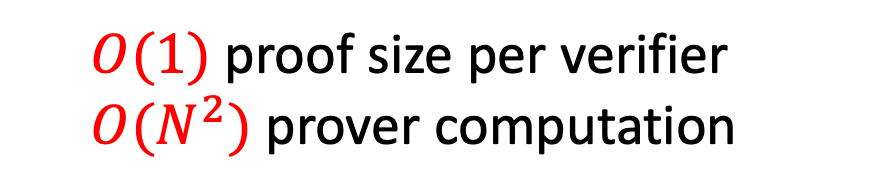 O(1) proof size per verifier
O(N²) prover computation